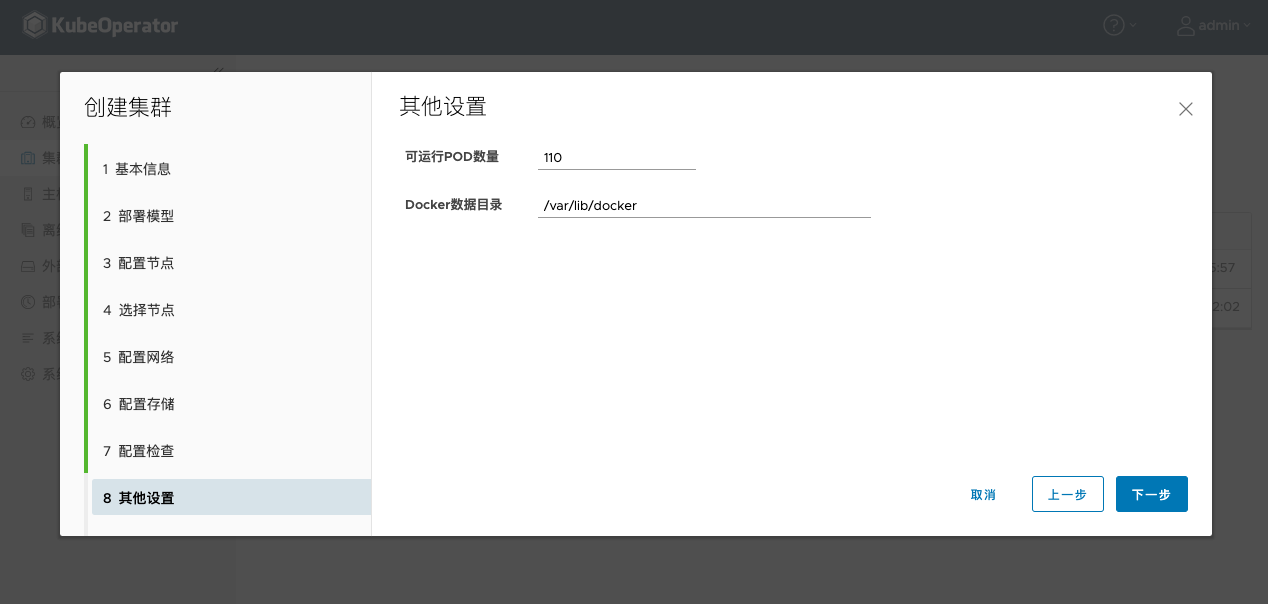 KubeOperator
admin
创建集群
1 基本信息
2 部署模型
3 配置节点
4 选择节点
5 配置网络
6 配置存储
7 配置检查
8 其他设置
其他设置
可运行POD数量
110
Docker数据目录
/var/lib/docker
取消
上一步
下一步
概
集
主
离
外
部
系
系
5:57
2:02